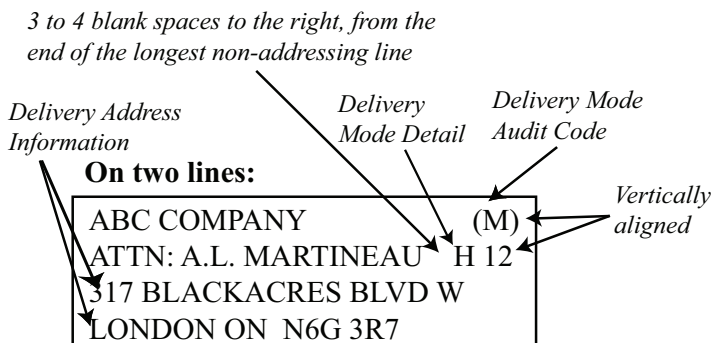 3 to 4 blank spaces to the right, from the
end of the longest non-addressing line
Delivery Address
Information
Delivery
Mode Detail
Delivery Mode
Audit Code
On two lines:
Vertically
aligned
ABC COMPANY (M)
ATTN: A.L. MARTINEAU H 12
317 BLACKACRES BLVD W
LONDON ON N6G 3R7